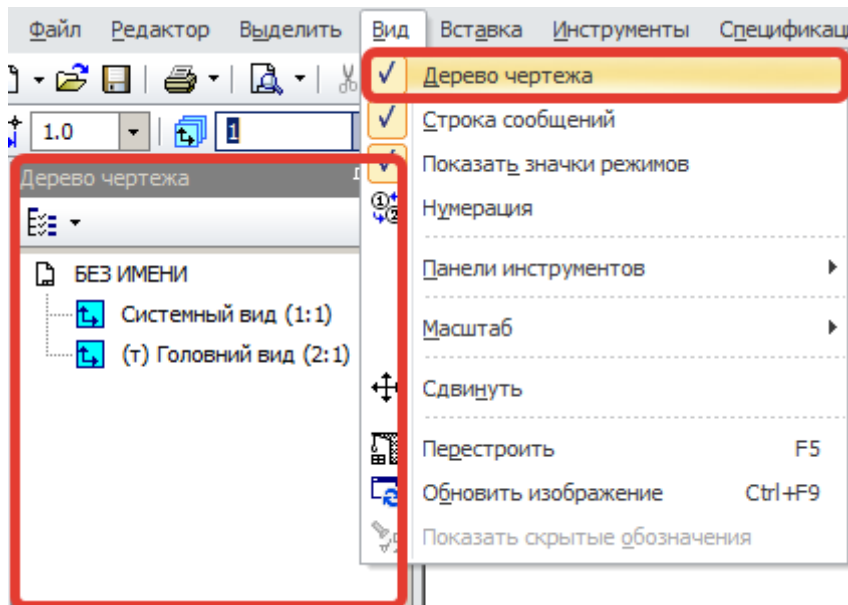 Файл Редактор Выделить Вид Вставка Инструменты Спецификац
1.0 1
Дерево чертежа
БЕЗ ИМЕНИ
Системный вид (1:1)
(т) Головний вид (2:1)
Дерево чертежа
Строка сообщений
Показать значки режимов
Нумерация
Панели инструментов
Масштаб
Сдвинуть
Перестроить F5
Обновить изображение Ctrl+F9
Показать скрытые обозначения